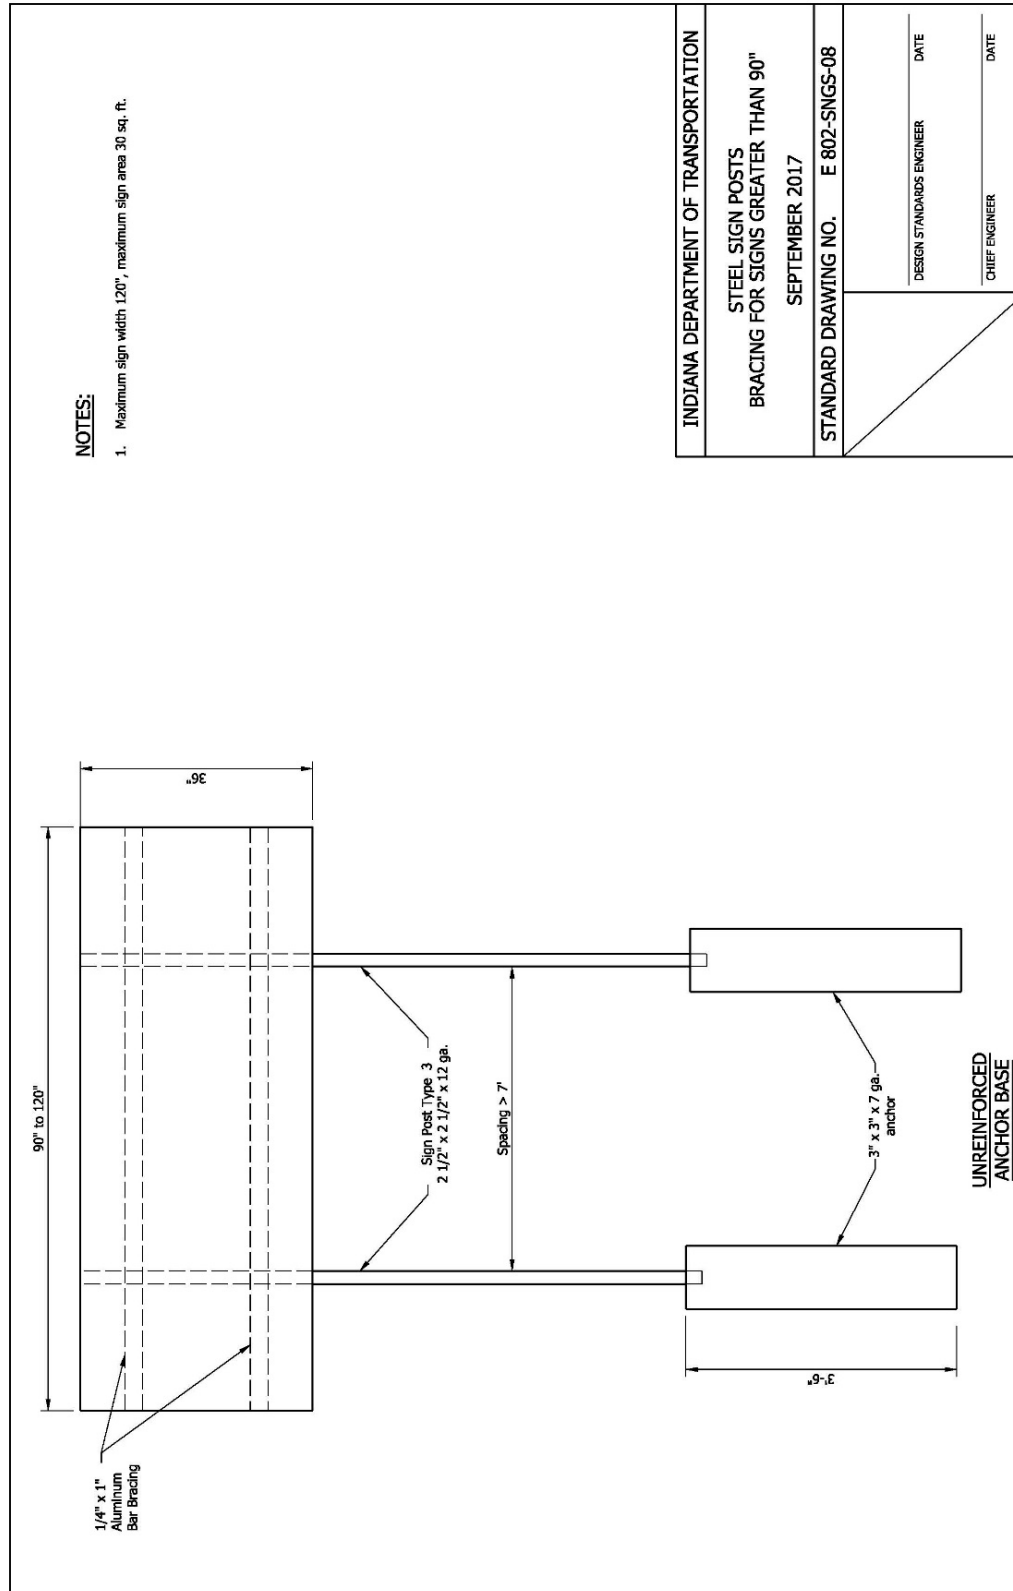 90" to 120"
36"
1/4" x 1"
Aluminum
Bar Bracing
Sign Post Type 3
2 1/2" x 2 1/2" x 12 ga.
Spacing > 7'
3" x 3" x 7 ga.
anchor
3'-6"
UNREINFORCED
ANCHOR BASE
NOTES:
1. Maximum sign width 120", maximum sign area 30 sq. ft.
INDIANA DEPARTMENT OF TRANSPORTATION
STEEL SIGN POSTS
BRACING FOR SIGNS GREATER THAN 90"
SEPTEMBER 2017
STANDARD DRAWING NO. E 802-SNGS-08
DESIGN STANDARDS ENGINEER DATE
CHIEF ENGINEER DATE